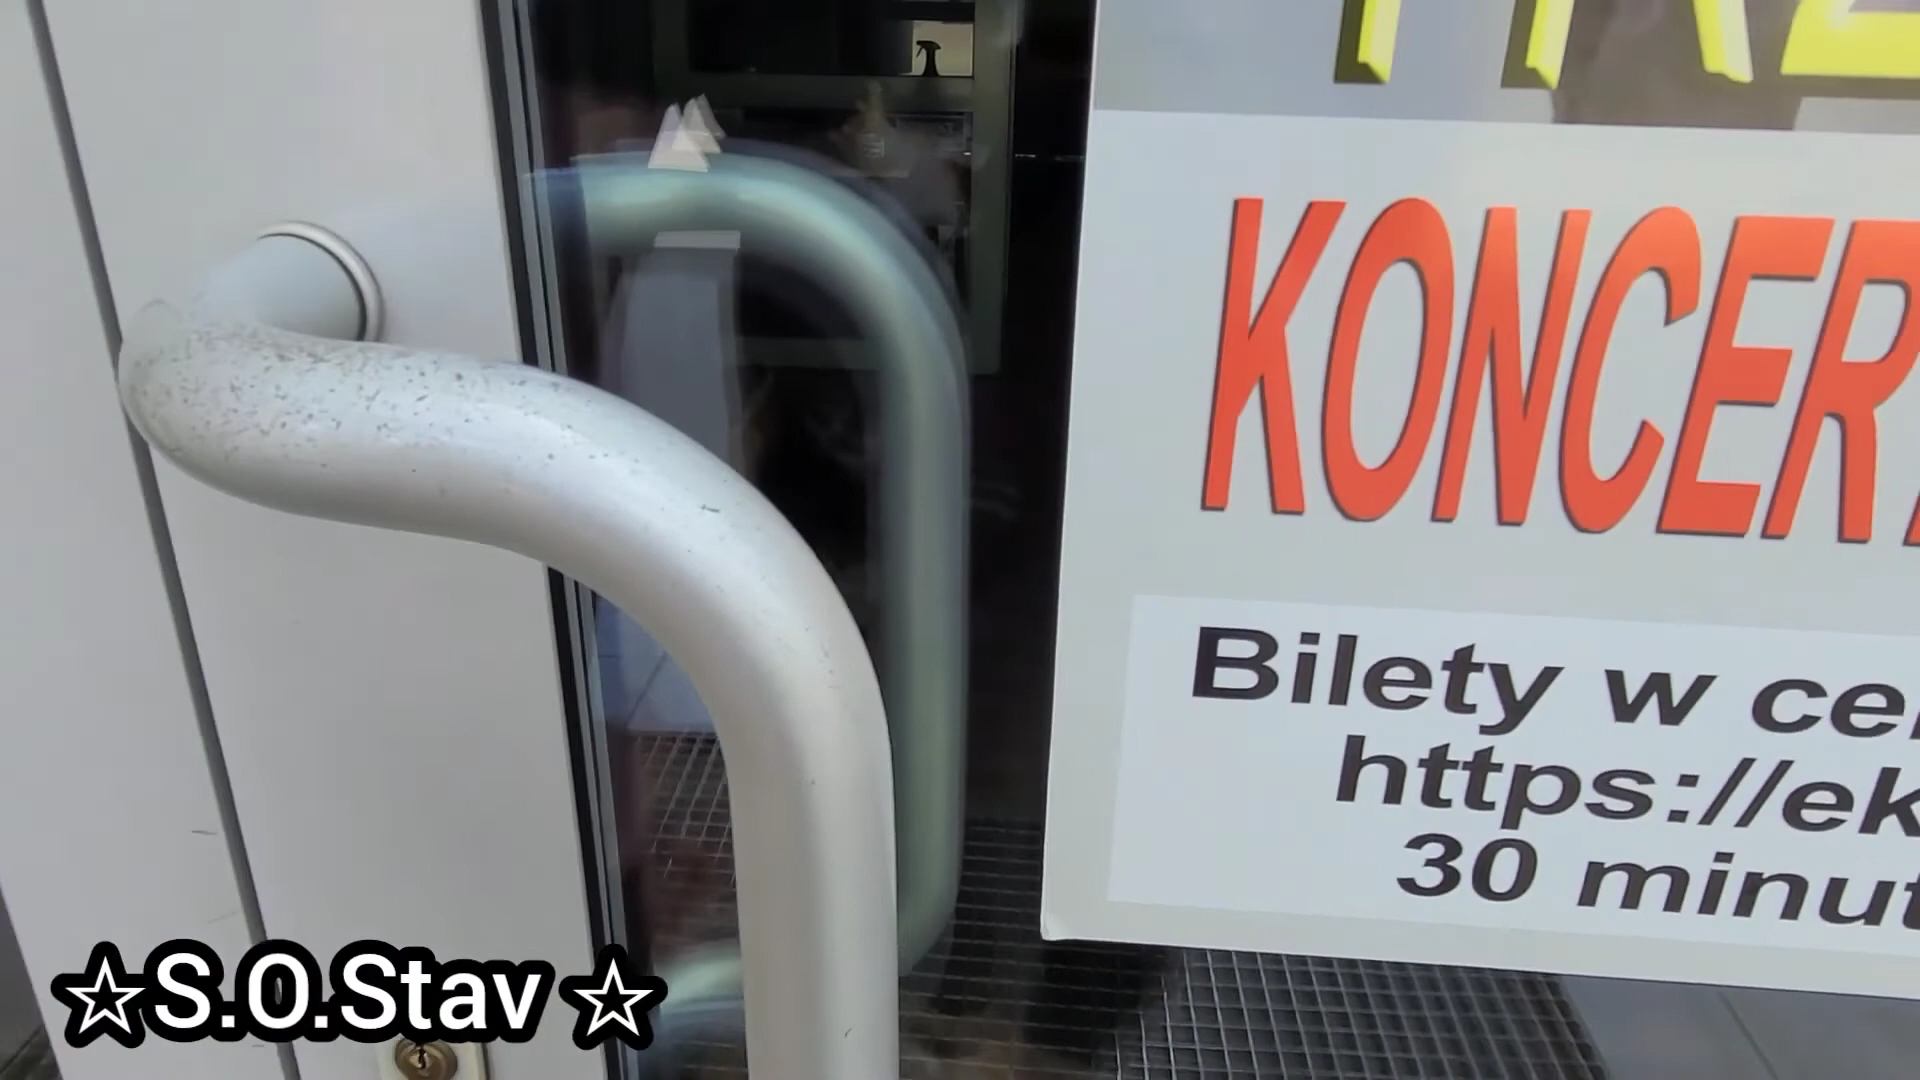 KONCER
Bilety w ce
https://ek
30 minut
☆S.O.Stav ☆